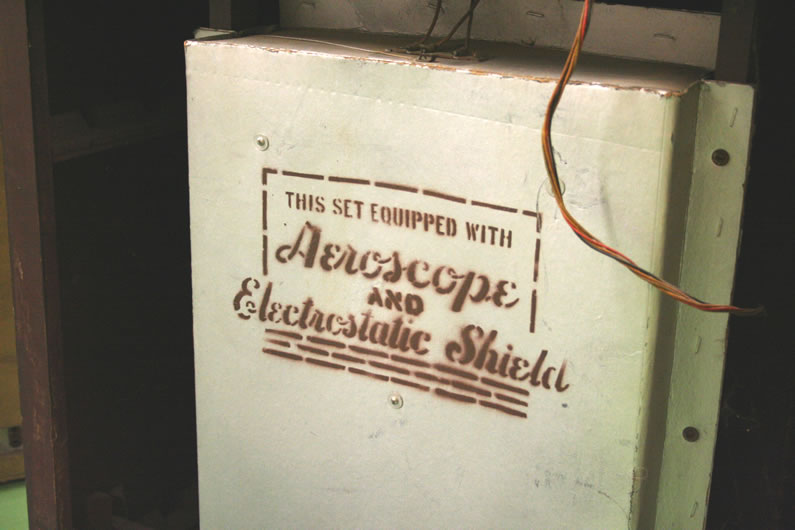 THIS SET EQUIPPED WITH
Aeroscope
AND
Electrostatic Shield